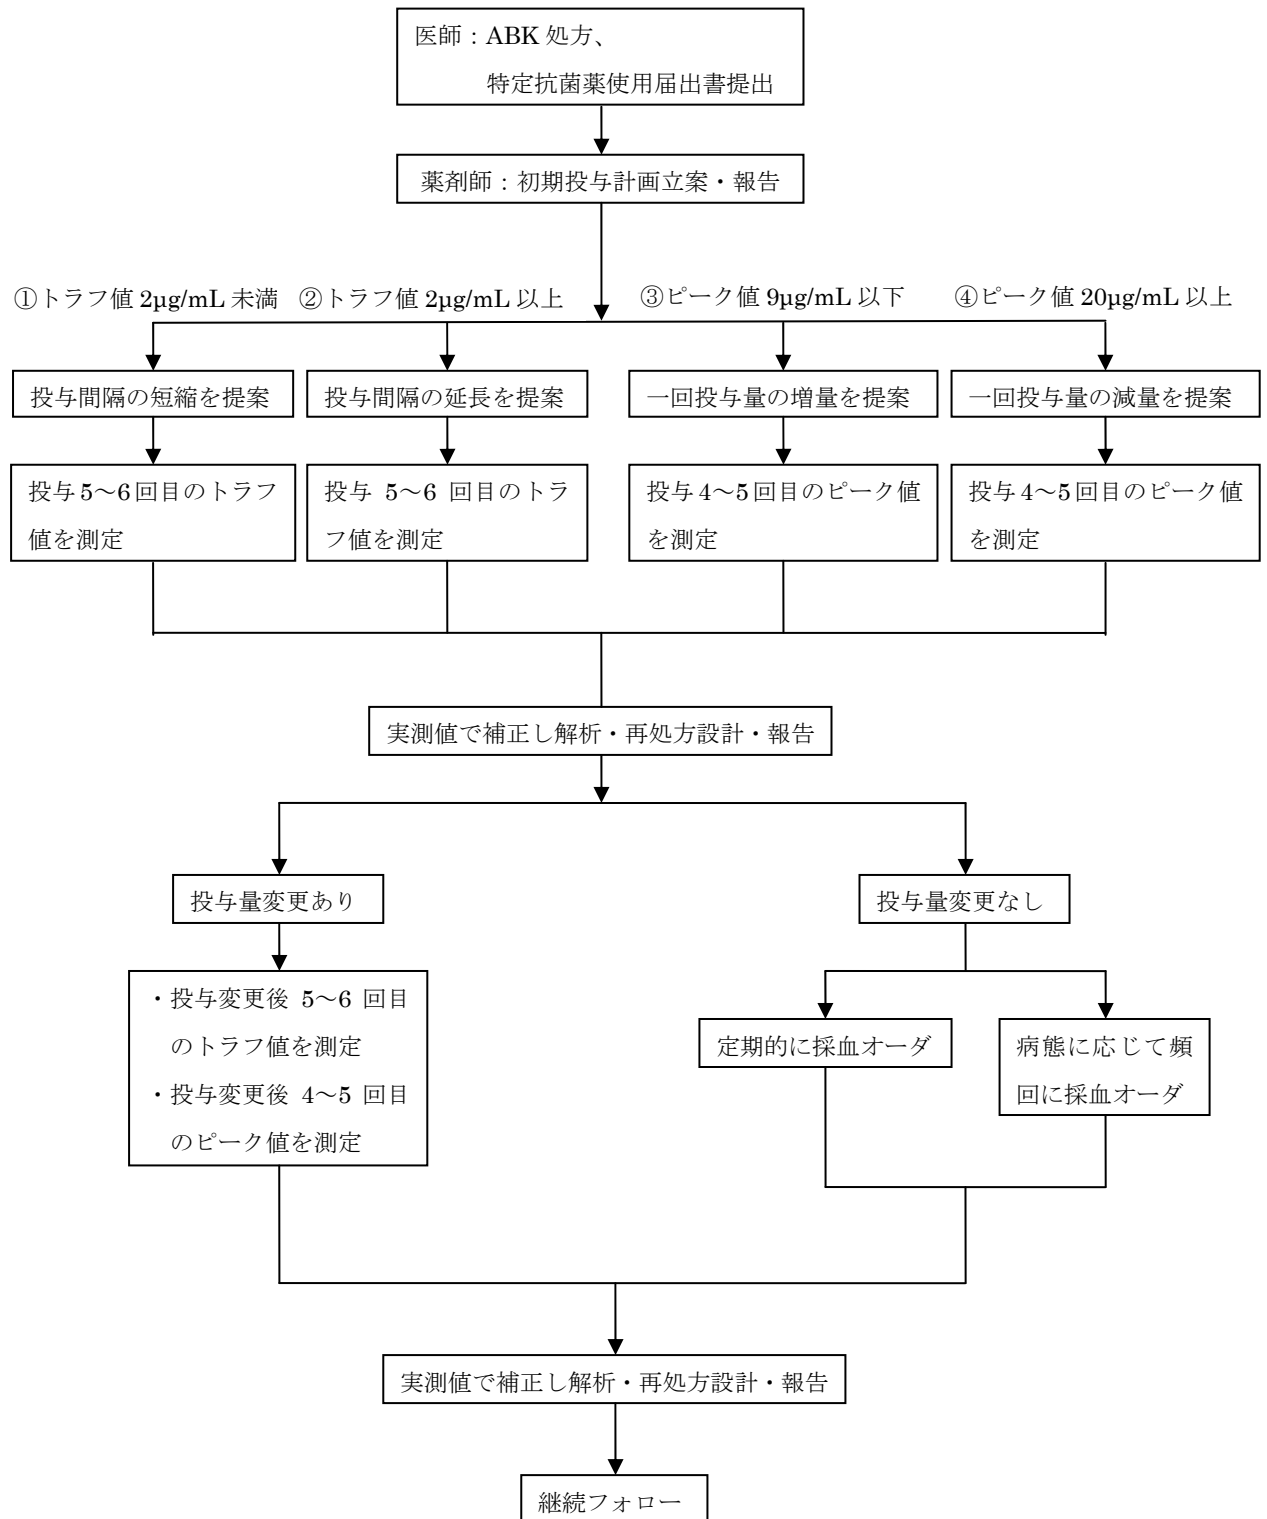 医師：ABK 処方、
特定抗菌薬使用届出書提出
薬剤師：初期投与計画立案・報告
①トラフ値 2µg/mL 未満
②トラフ値 2µg/mL 以上
③ピーク値 9µg/mL 以下
④ピーク値 20µg/mL 以上
投与間隔の短縮を提案
投与間隔の延長を提案
一回投与量の増量を提案
一回投与量の減量を提案
投与 5～6 回目のトラフ
値を測定
投与 5～6 回目のトラ
フ値を測定
投与 4～5 回目のピーク値
を測定
投与 4～5 回目のピーク値
を測定
実測値で補正し解析・再処方設計・報告
投与量変更あり
投与量変更なし
・投与変更後 5～6 回目
のトラフ値を測定
・投与変更後 4～5 回目
のピーク値を測定
定期的に採血オーダ
病態に応じて頻
回に採血オーダ
実測値で補正し解析・再処方設計・報告
継続フォロー